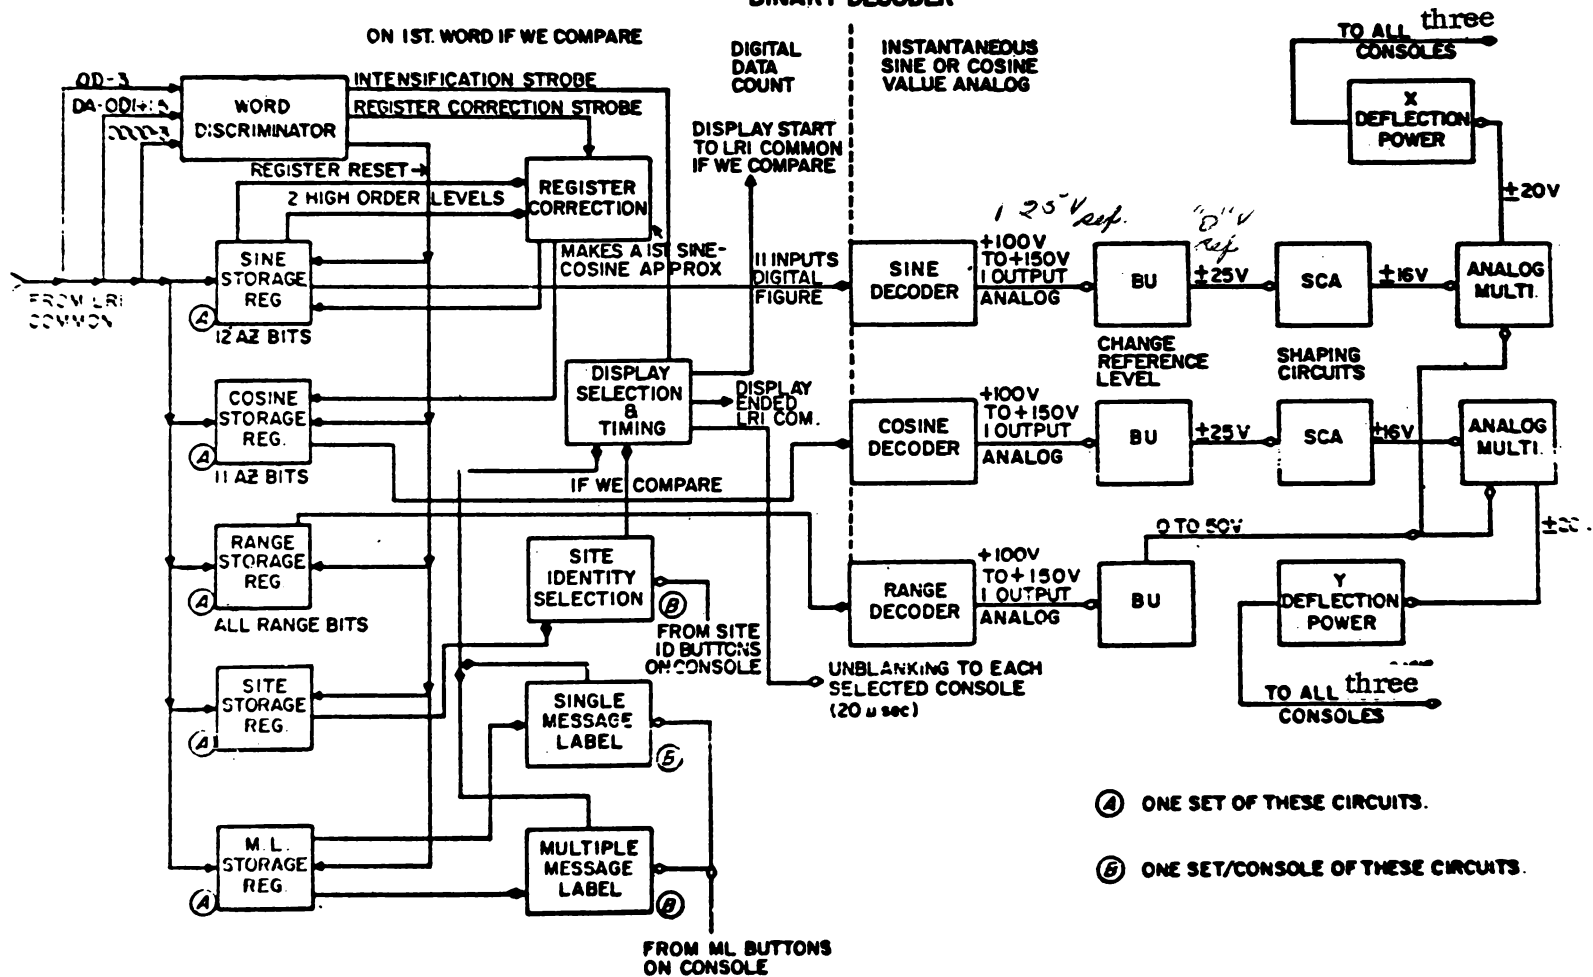 BINARY DECODER
ON 1ST. WORD IF WE COMPARE
DIGITAL
DATA
COUNT
INSTANTANEOUS
SINE OR COSINE
VALUE ANALOG
TO ALL three
CONSOLES
OD-3
WORD
DISCRIMINATOR
INTENSIFICATION STROBE
REGISTER CORRECTION STROBE
X
DEFLECTION
POWER
DISPLAY START
TO LRI COMMON
IF WE COMPARE
REGISTER RESET
2 HIGH ORDER LEVELS
REGISTER
CORRECTION
MAKES A 1ST SINE-
COSINE APPROX
±20V
FROM LRI
COMMON
SINE
STORAGE
REG
A
12 AZ BITS
11 INPUTS
DIGITAL
FIGURE
SINE
DECODER
+100V
TO+150V
1 OUTPUT
ANALOG
125V ref.
"0" V
ref
BU
±25V
SCA
±16V
ANALOG
MULTI.
CHANGE
REFERENCE
LEVEL
SHAPING
CIRCUITS
COSINE
STORAGE
REG.
A
11 AZ BITS
DISPLAY
SELECTION
&
TIMING
DISPLAY
ENDED
LRI COM.
IF WE COMPARE
COSINE
DECODER
+100V
TO+150V
1 OUTPUT
ANALOG
BU
±25V
SCA
±16V
ANALOG
MULTI.
RANGE
STORAGE
REG
A
ALL RANGE BITS
SITE
IDENTITY
SELECTION
B
FROM SITE
ID BUTTONS
ON CONSOLE
RANGE
DECODER
+100V
TO+150V
1 OUTPUT
ANALOG
BU
0 TO 50V
Y
DEFLECTION
POWER
TO ALL three
CONSOLES
UNBLANKING TO EACH
SELECTED CONSOLE
(20 µ sec)
SITE
STORAGE
REG.
A
SINGLE
MESSAGE
LABEL
B
M.L.
STORAGE
REG.
A
MULTIPLE
MESSAGE
LABEL
B
FROM ML BUTTONS
ON CONSOLE
A ONE SET OF THESE CIRCUITS.
B ONE SET/CONSOLE OF THESE CIRCUITS.